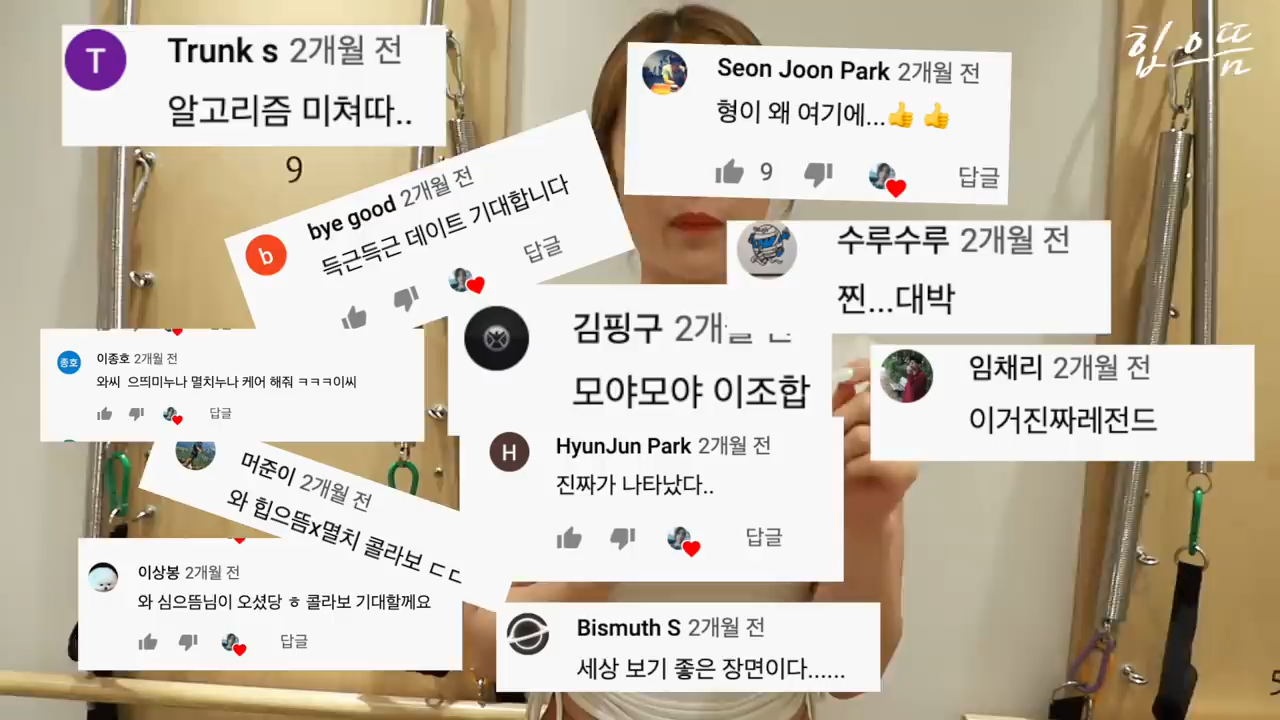 힙으뜸
Trunk s 2개월 전
알고리즘 미쳐따..
9
Seon Joon Park 2개월 전
형이 왜 여기에...👍 👍
9
답글
bye good 2개월 전
득근득근 데이트 기대합니다
답글
수루수루 2개월 전
찐...대박
김핑구
모야모야 이조합
이종호 2개월 전
와씨 으띄미누나 멸치누나 케어 해줘 ㅋㅋㅋ이씨
답글
임채리 2개월 전
이거진짜레전드
HyunJun Park 2개월 전
진짜가 나타났다..
답글
머준이 2개월 전
와 힙으뜸x멸치 콜라보 ㄷㄷ
이상봉 2개월 전
와 심으뜸님이 오셨당 ㅎ 콜라보 기대할께요
답글
Bismuth S 2개월 전
세상 보기 좋은 장면이다......